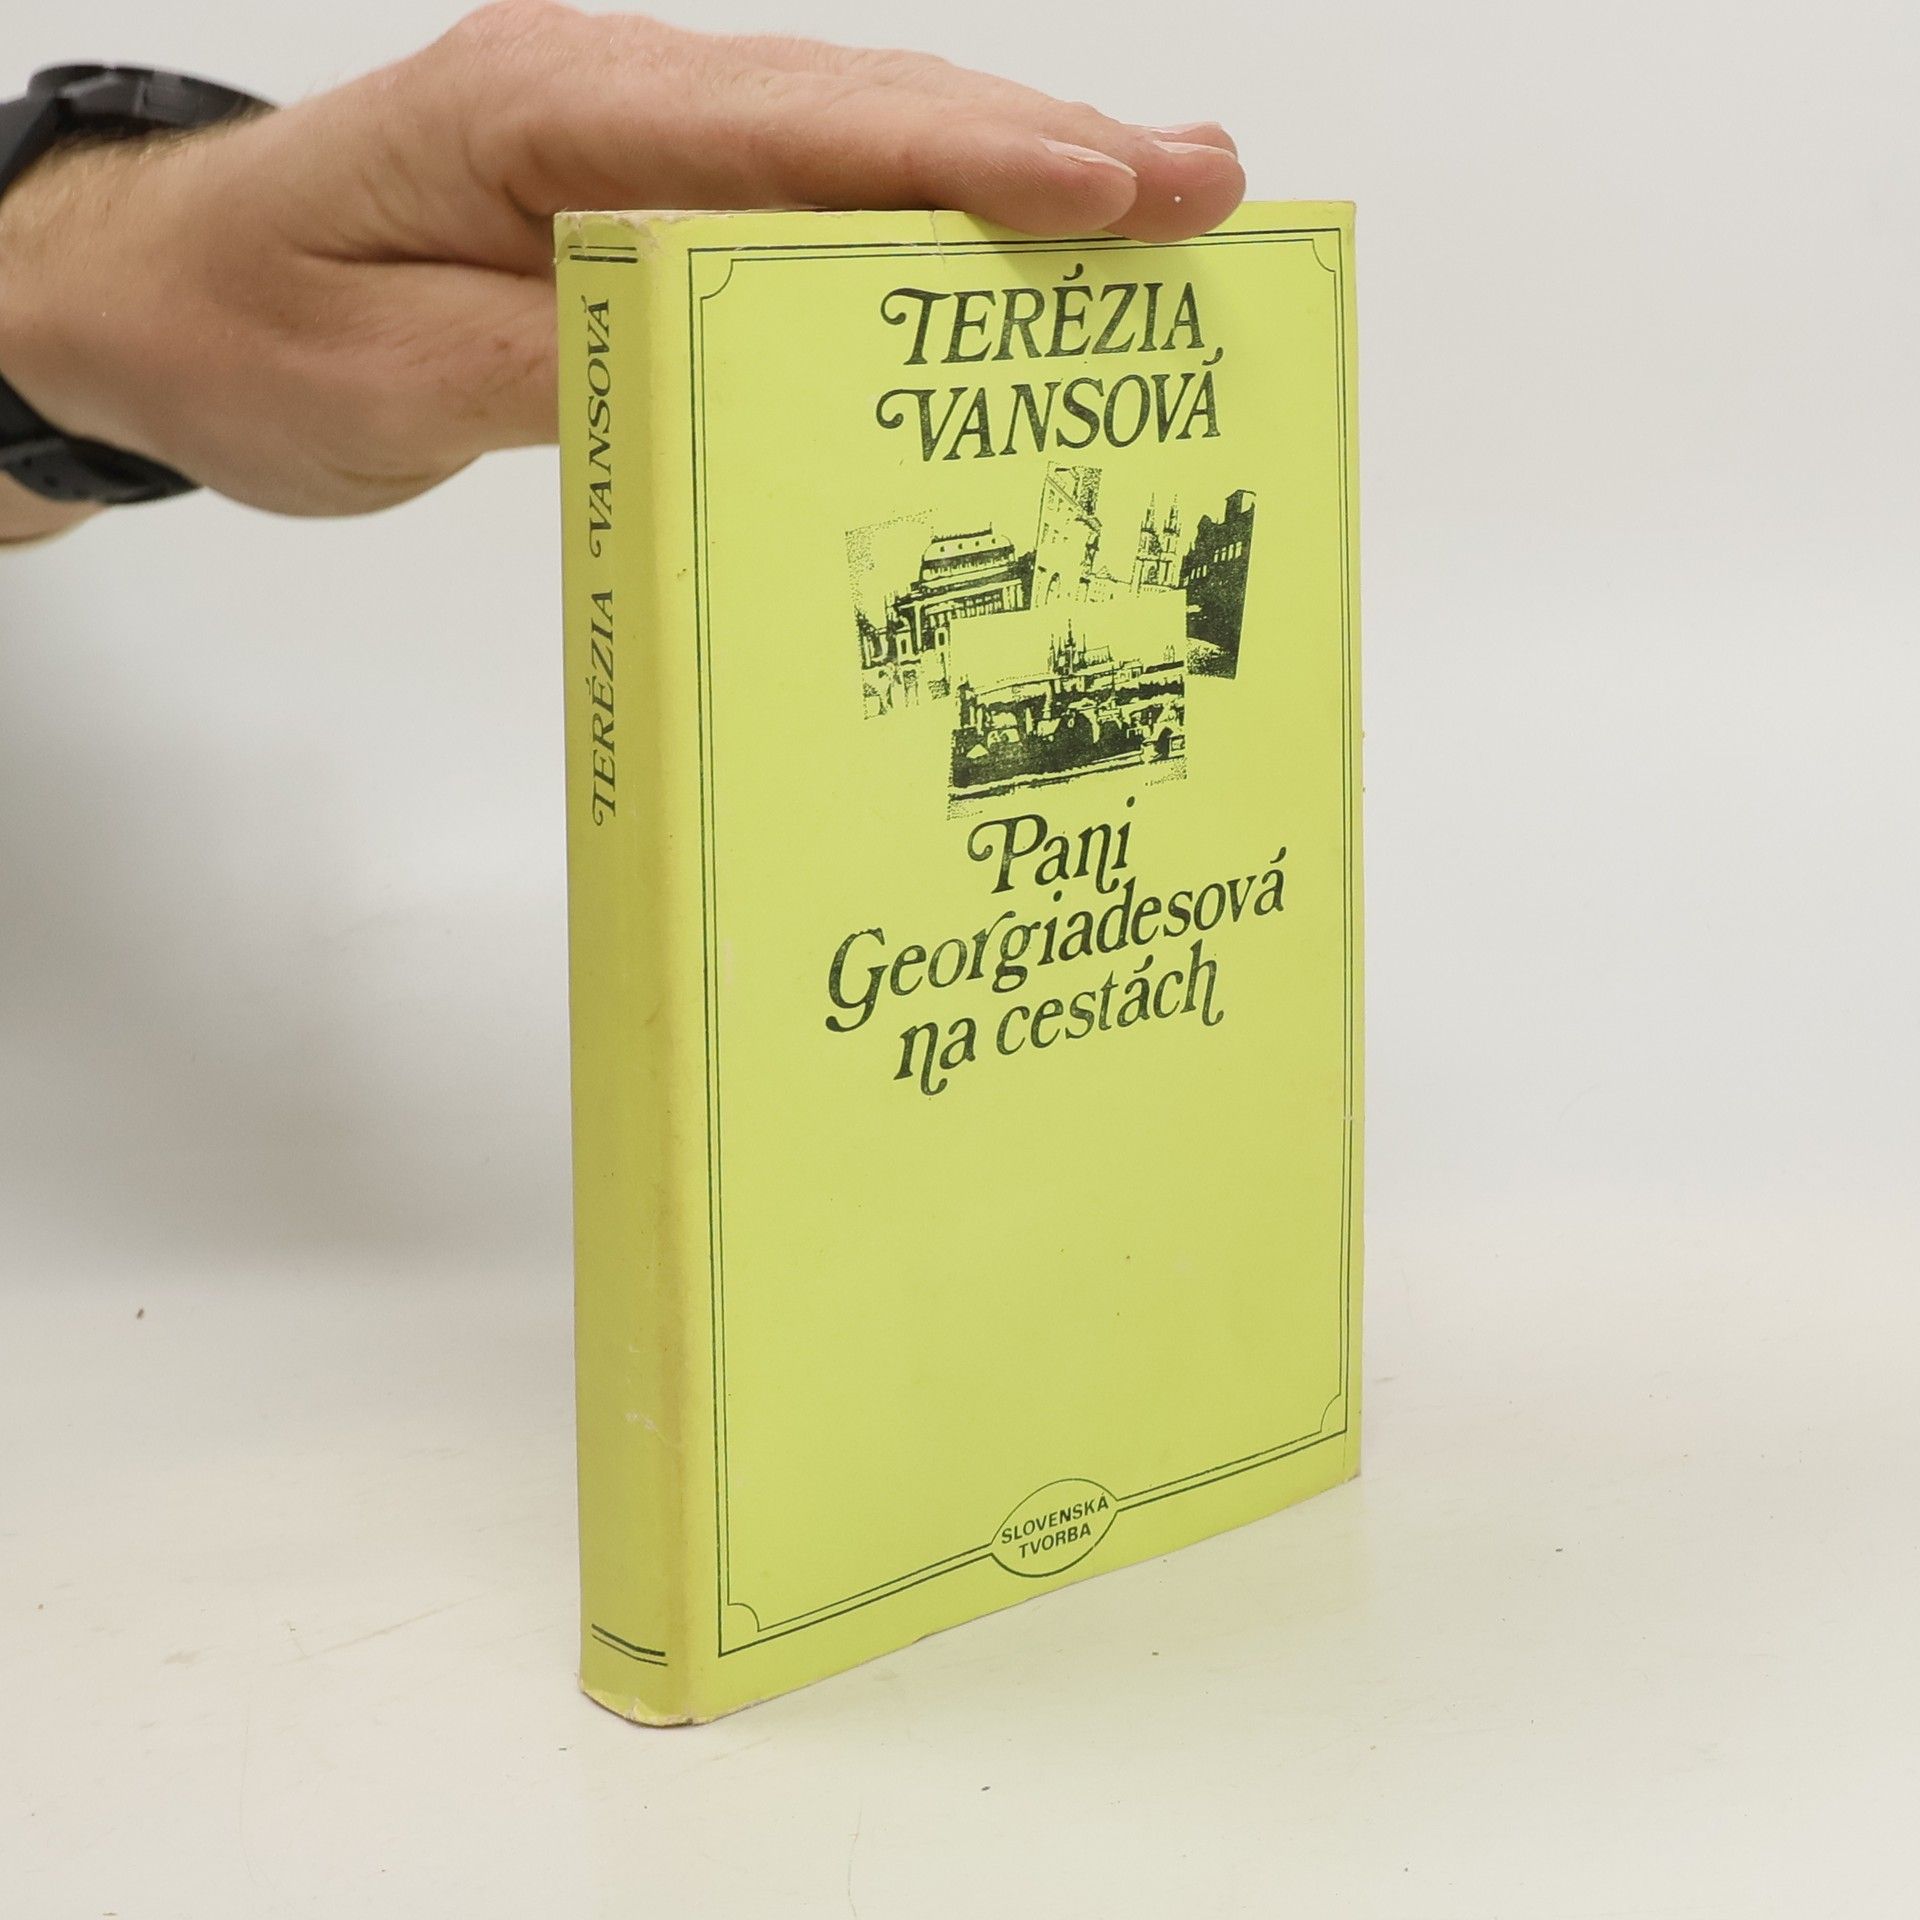 TERÉZIA VANSOVÁ
TERÉZIA
VANSOVÁ
Pani
Georgiadesová
na cestách
SLOVENSKÁ
TVORBA